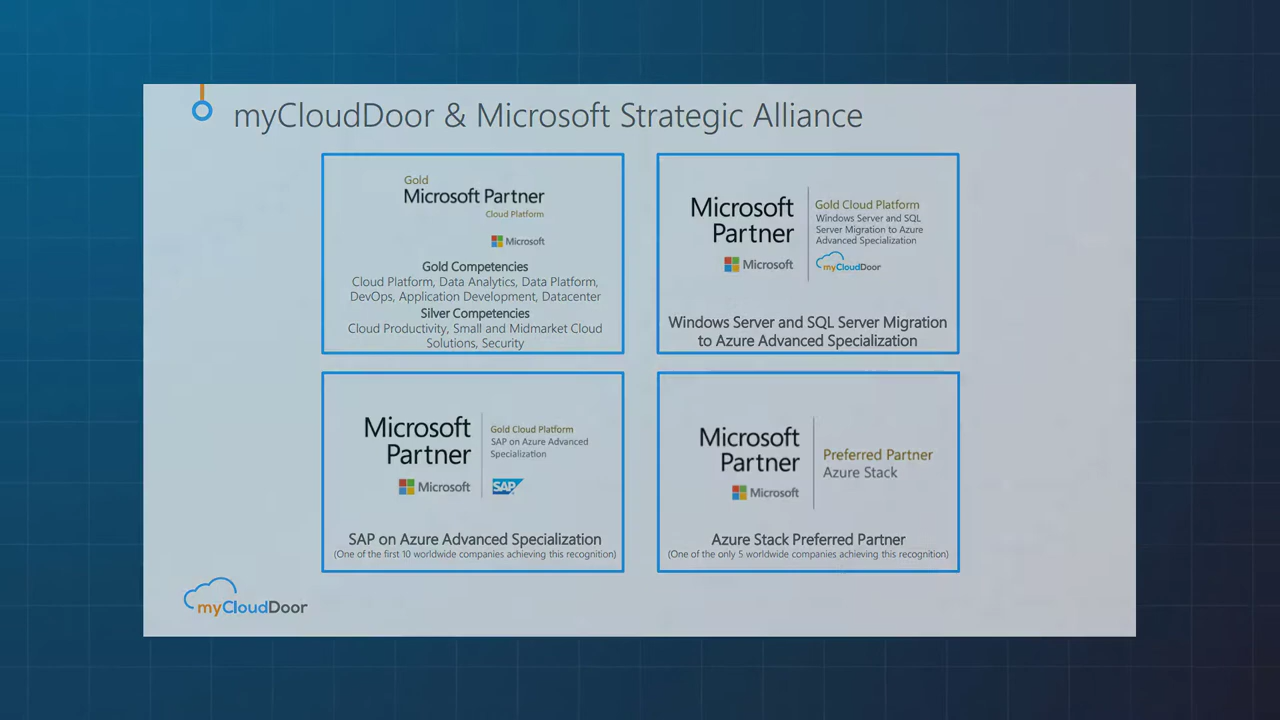 myCloudDoor & Microsoft Strategic Alliance
Gold
Microsoft Partner
Cloud Platform
Microsoft
Gold Competencies
Cloud Platform, Data Analytics, Data Platform,
DevOps, Application Development, Datacenter
Silver Competencies
Cloud Productivity, Small and Midmarket Cloud
Solutions, Security
Microsoft
Partner
Microsoft
Gold Cloud Platform
Windows Server and SQL
Server Migration to Azure
Advanced Specialization
myCloudDoor
Windows Server and SQL Server Migration
to Azure Advanced Specialization
Microsoft
Partner
Microsoft
Gold Cloud Platform
SAP on Azure Advanced
Specialization
SAP
SAP on Azure Advanced Specialization
(One of the first 10 worldwide companies achieving this recognition)
Microsoft
Partner
Microsoft
Preferred Partner
Azure Stack
Azure Stack Preferred Partner
(One of the only 5 worldwide companies achieving this recognition)
myCloudDoor